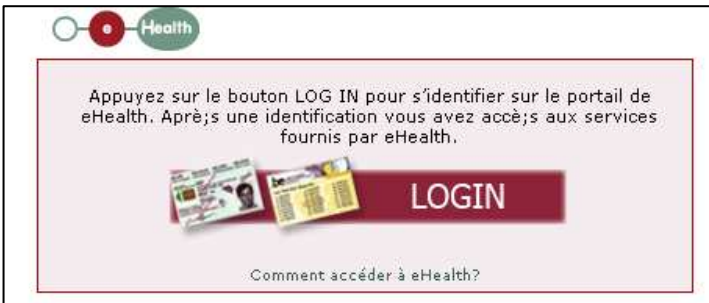 e Health
Appuyez sur le bouton LOG IN pour s'identifier sur le portail de
eHealth. Aprè;s une identification vous avez accè;s aux services
fournis par eHealth.
LOGIN
Comment accéder à eHealth?